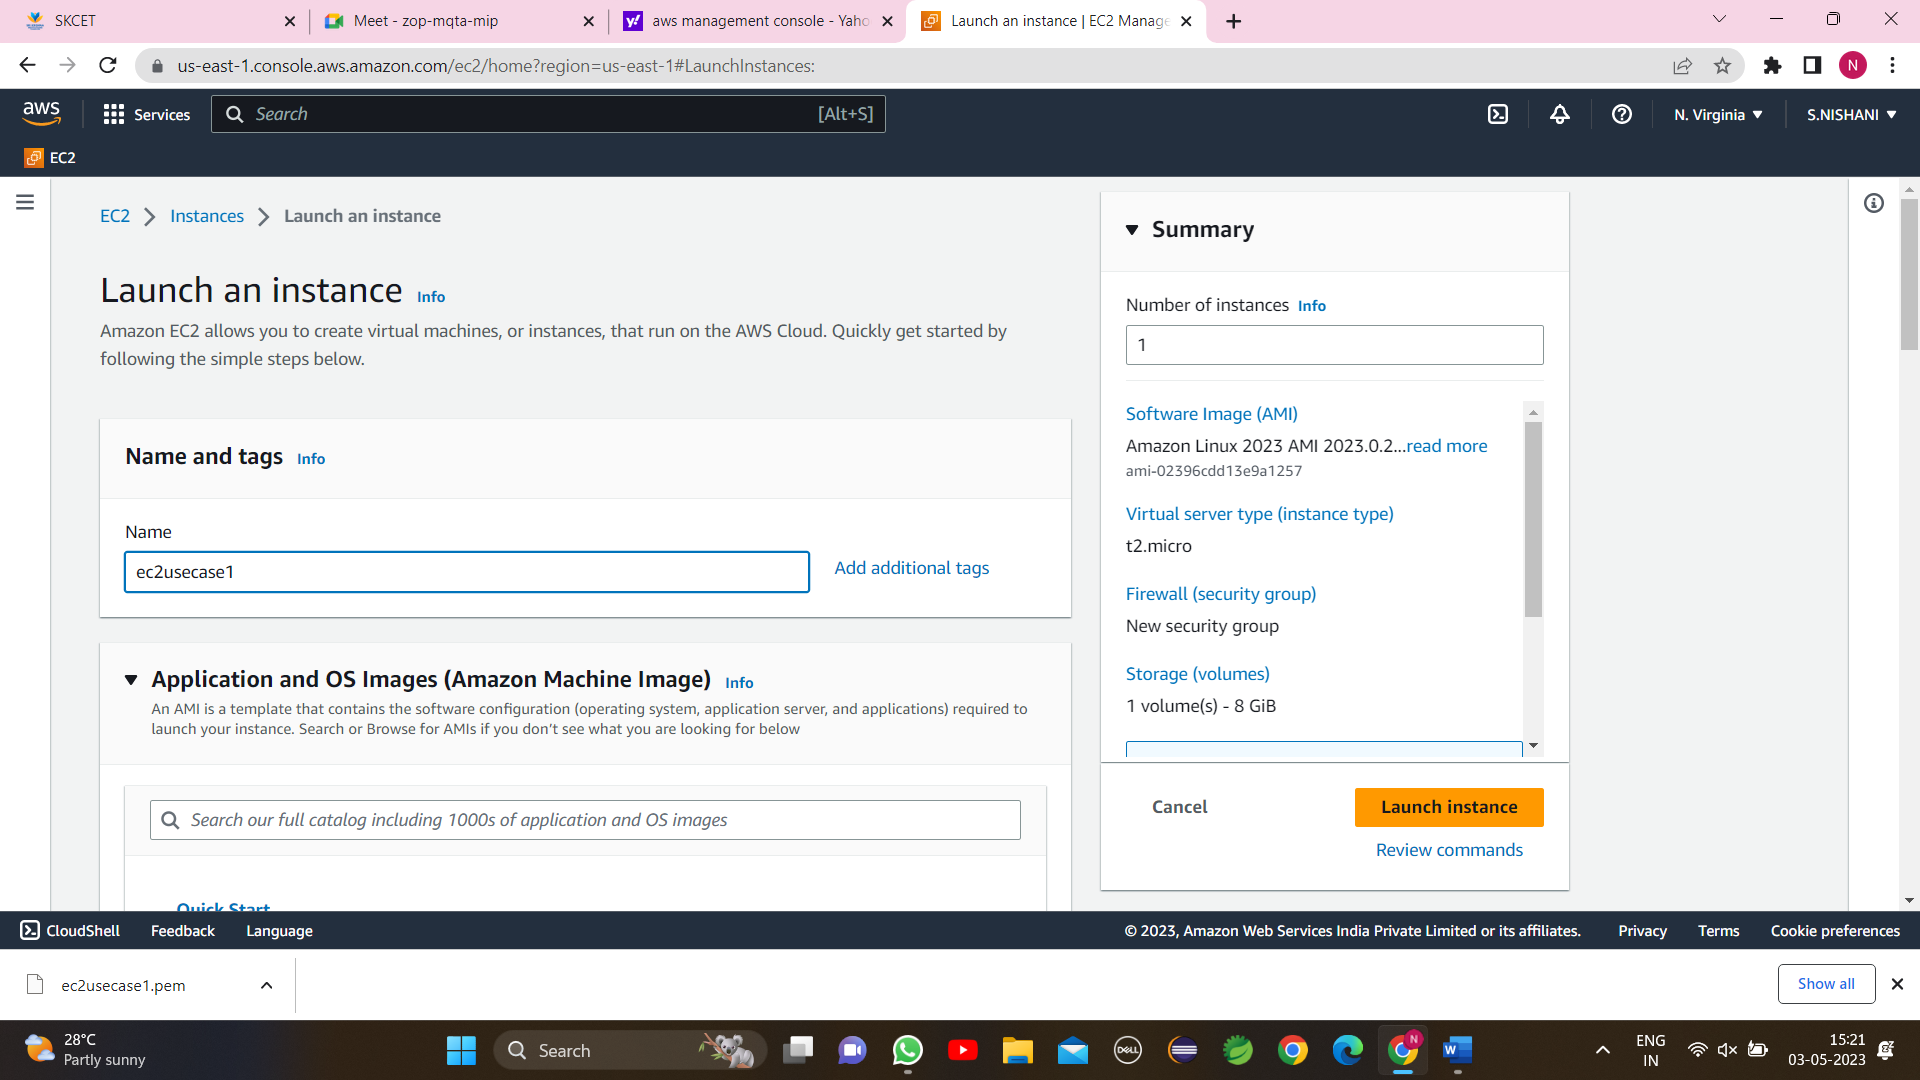 SKCET
Meet - zop-mqta-mip
aws management console - Yaho
Launch an instance | EC2 Manage
us-east-1.console.aws.amazon.com/ec2/home?region=us-east-1#LaunchInstances:
N
aws
Services
Search
[Alt+S]
N. Virginia
S.NISHANI
EC2
EC2
Instances
Launch an instance
Launch an instance Info
Amazon EC2 allows you to create virtual machines, or instances, that run on the AWS Cloud. Quickly get started by
following the simple steps below.
Name and tags Info
Name
ec2usecase1
Add additional tags
Application and OS Images (Amazon Machine Image) Info
An AMI is a template that contains the software configuration (operating system, application server, and applications) required to
launch your instance. Search or Browse for AMIs if you don't see what you are looking for below
Search our full catalog including 1000s of application and OS images
Quick Start
Summary
Number of instances Info
1
Software Image (AMI)
Amazon Linux 2023 AMI 2023.0.2...read more
ami-02396cdd13e9a1257
Virtual server type (instance type)
t2.micro
Firewall (security group)
New security group
Storage (volumes)
1 volume(s) - 8 GiB
Cancel
Launch instance
Review commands
CloudShell
Feedback
Language
© 2023, Amazon Web Services India Private Limited or its affiliates.
Privacy
Terms
Cookie preferences
ec2usecase1.pem
Show all
28°C
Partly sunny
Search
DELL
N
W
ENG
IN
15:21
03-05-2023